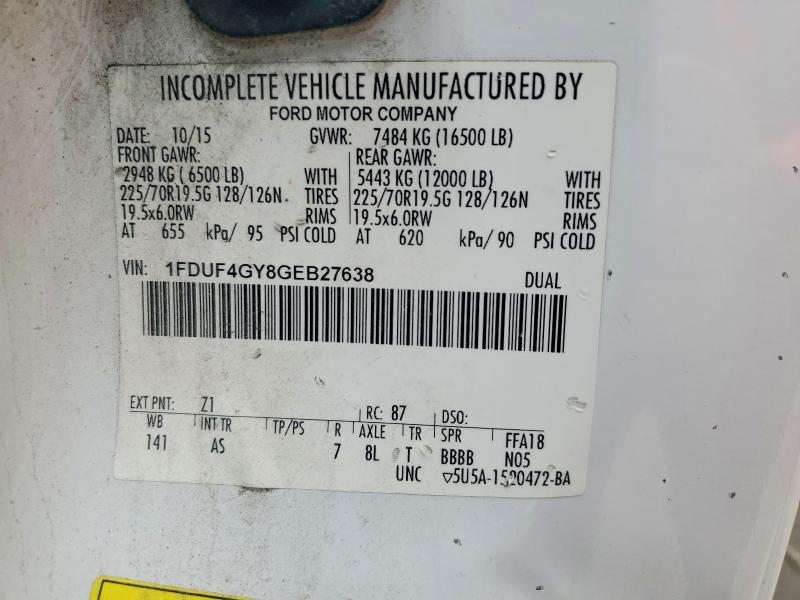 INCOMPLETE VEHICLE MANUFACTURED BY
FORD MOTOR COMPANY
DATE: 10/15 GVWR: 7484 KG (16500 LB)
FRONT GAWR: REAR GAWR:
2948 KG ( 6500 LB) WITH 5443 KG (12000 LB) WITH
225/70R19.5G 128/126N TIRES 225/70R19.5G 128/126N TIRES
19.5x6.0RW RIMS 19.5x6.0RW RIMS
AT 655 kPa/ 95 PSI COLD AT 620 kPa/ 90 PSI COLD
VIN: 1FDUF4GY8GEB27638 DUAL
EXT PNT: Z1 RC: 87 DSO:
WB INT TR TP/PS R AXLE TR SPR FFA18
141 AS 7 8L T BBBB N05
UNC ▽5U5A-1520472-BA